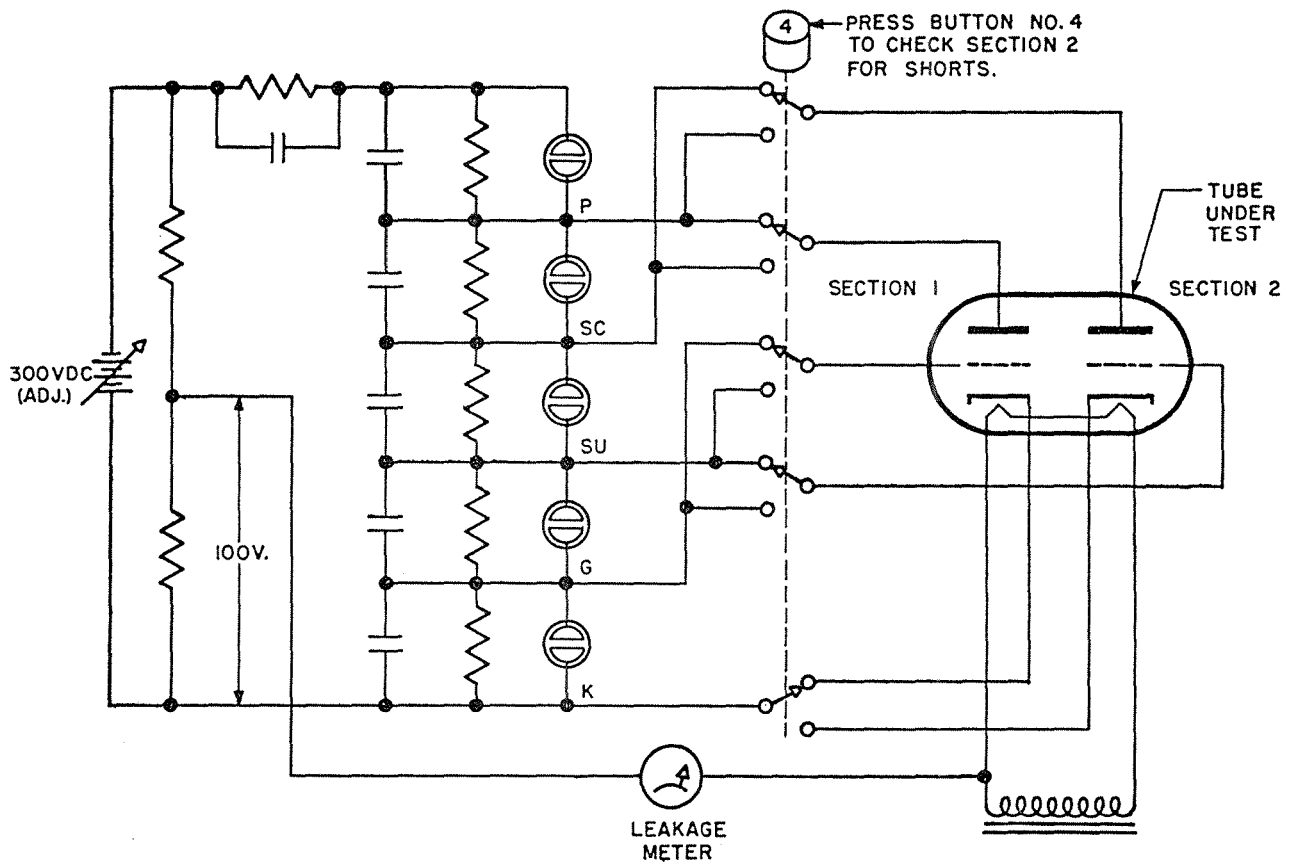 4
PRESS BUTTON NO. 4
TO CHECK SECTION 2
FOR SHORTS.
P
TUBE
UNDER
TEST
SECTION 1
SECTION 2
SC
300VDC
(ADJ.)
SU
100V.
G
K
LEAKAGE
METER